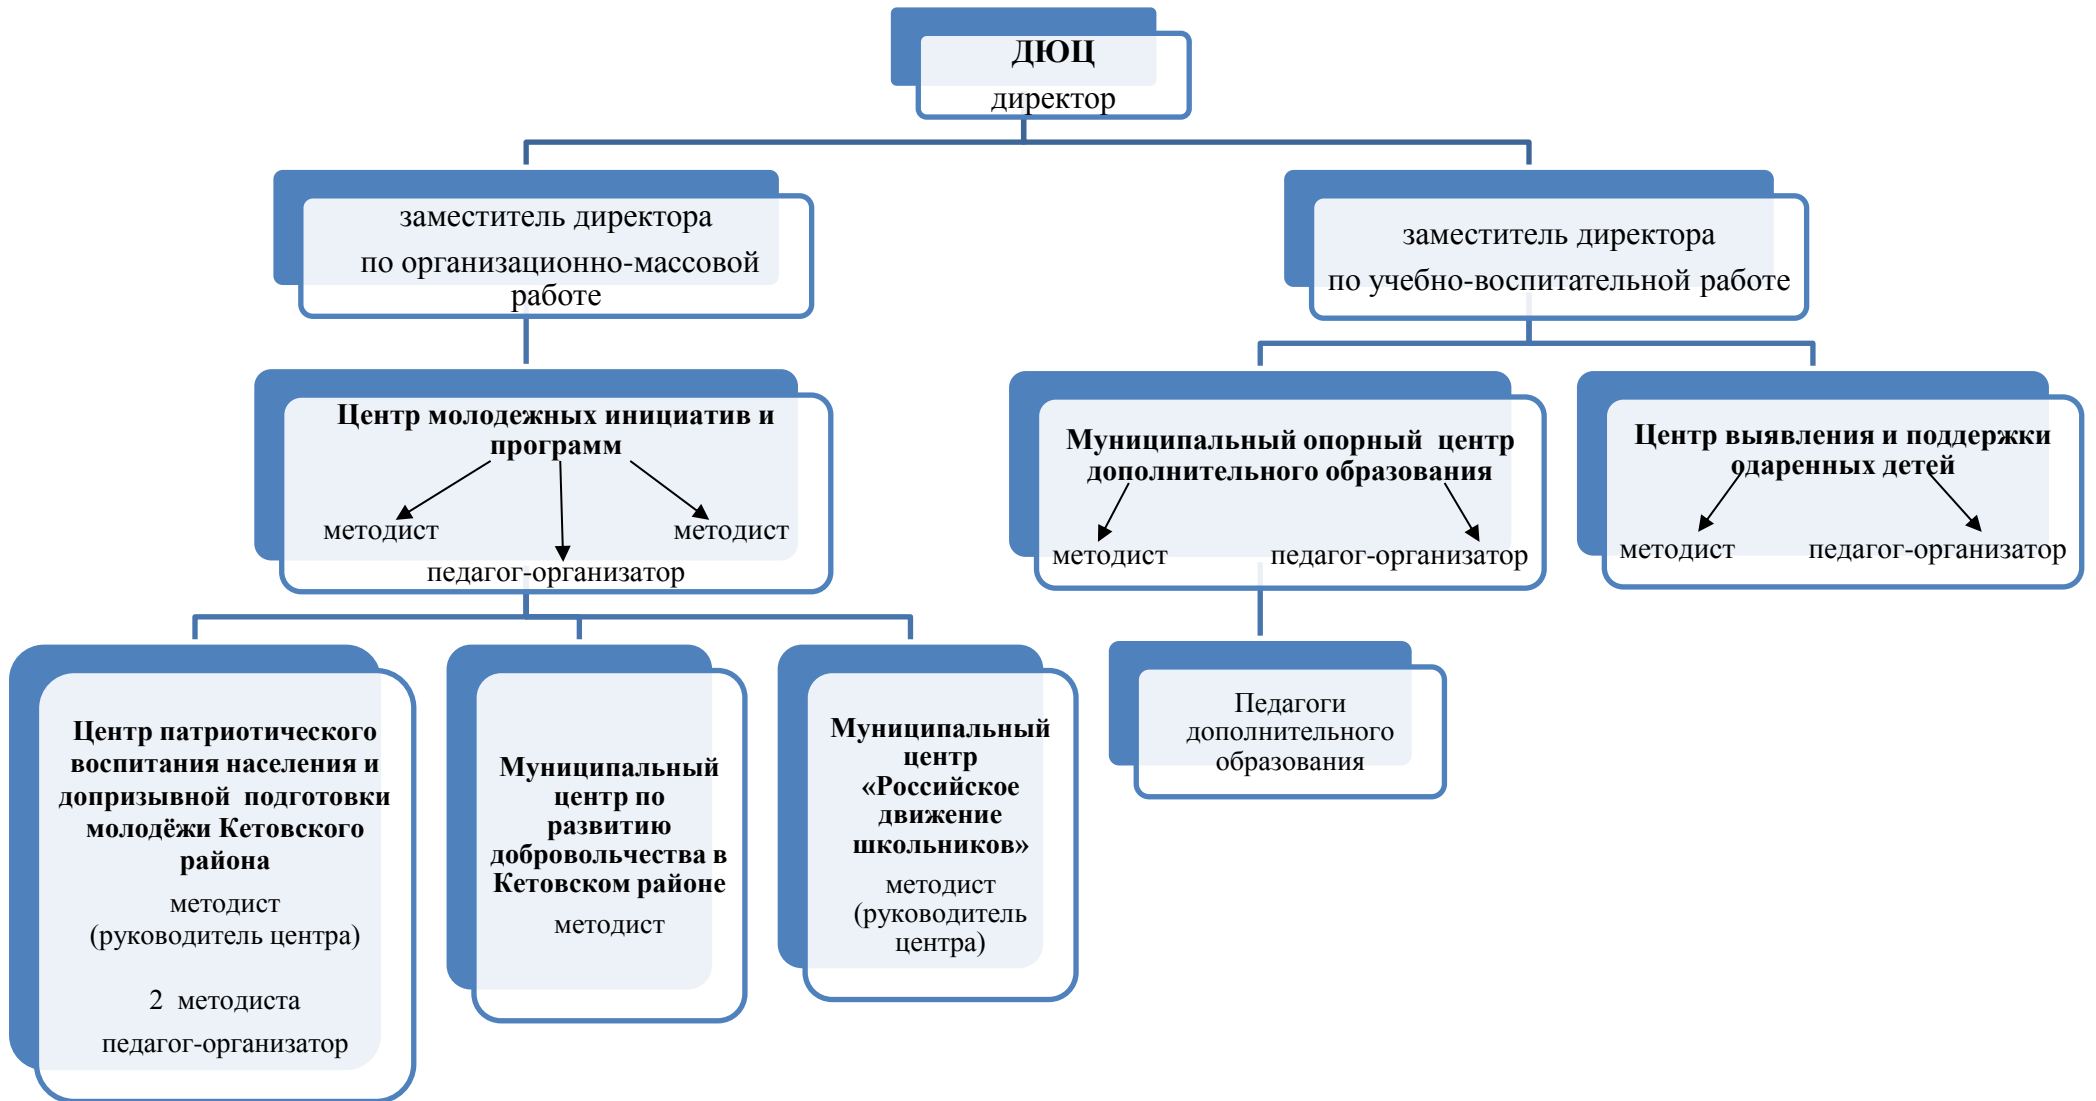 ДЮЦ
директор
заместитель директора
по организационно-массовой
работе
заместитель директора
по учебно-воспитательной работе
Центр молодежных инициатив и
программ
методист
методист
педагог-организатор
Муниципальный опорный центр
дополнительного образования
методист
педагог-организатор
Центр выявления и поддержки
одаренных детей
методист
педагог-организатор
Центр патриотического
воспитания населения и
допризывной подготовки
молодёжи Кетовского
района
методист
(руководитель центра)
2 методиста
педагог-организатор
Муниципальный
центр по
развитию
добровольчества в
Кетовском районе
методист
Муниципальный
центр
«Российское
движение
школьников»
методист
(руководитель
центра)
Педагоги
дополнительного
образования